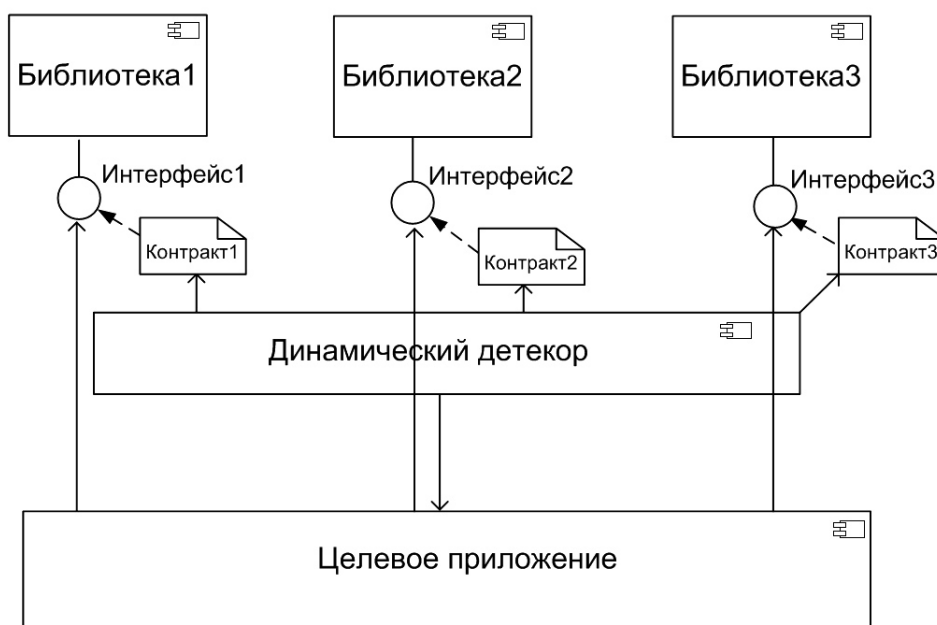 Библиотека1
Библиотека2
Библиотека3
Интерфейс1
Интерфейс2
Интерфейс3
Контракт1
Контракт2
Контракт3
Динамический детекор
Целевое приложение